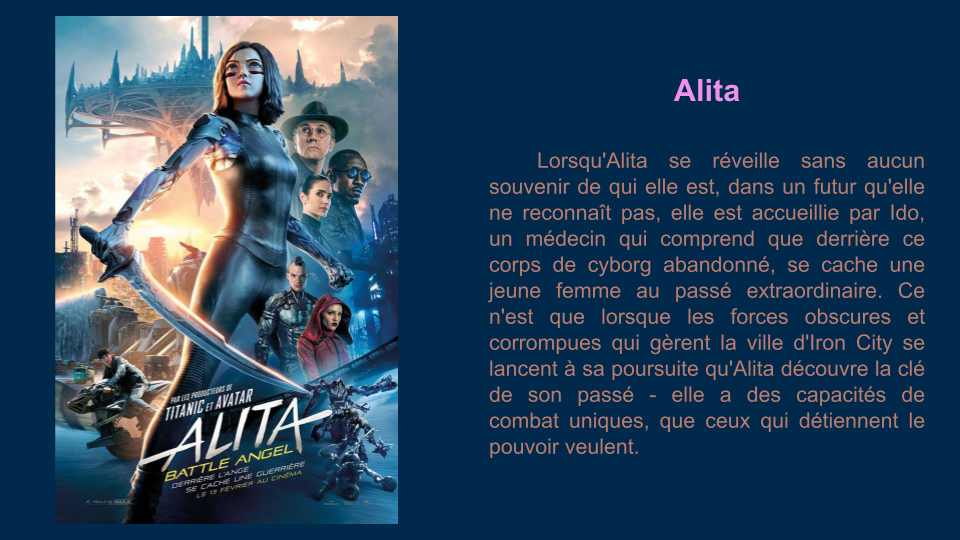 PAR LES PRODUCTEURS DE
TITANIC ET AVATAR
ALITA
BATTLE ANGEL
DERRIÈRE L'ANGE
SE CACHE UNE GUERRIÈRE
LE 13 FÉVRIER AU CINÉMA
Alita
Lorsqu'Alita se réveille sans aucun
souvenir de qui elle est, dans un futur qu'elle
ne reconnaît pas, elle est accueillie par Ido,
un médecin qui comprend que derrière ce
corps de cyborg abandonné, se cache une
jeune femme au passé extraordinaire. Ce
n'est que lorsque les forces obscures et
corrompues qui gèrent la ville d'Iron City se
lancent à sa poursuite qu'Alita découvre la clé
de son passé - elle a des capacités de
combat uniques, que ceux qui détiennent le
pouvoir veulent.